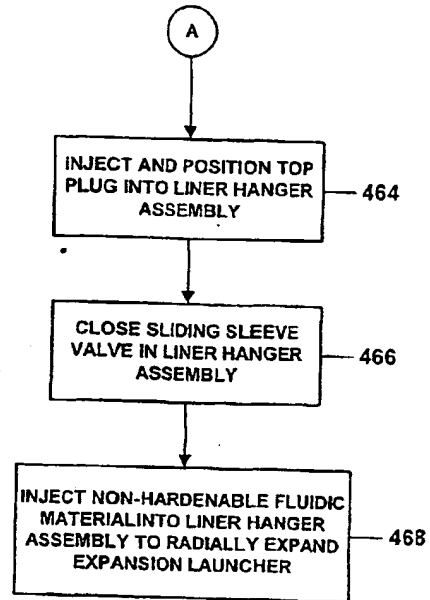 A
INJECT AND POSITION TOP
PLUG INTO LINER HANGER
ASSEMBLY
464
CLOSE SLIDING SLEEVE
VALVE IN LINER HANGER
ASSEMBLY
466
INJECT NON-HARDENABLE FLUIDIC
MATERIALINTO LINER HANGER
ASSEMBLY TO RADIALLY EXPAND
EXPANSION LAUNCHER
468